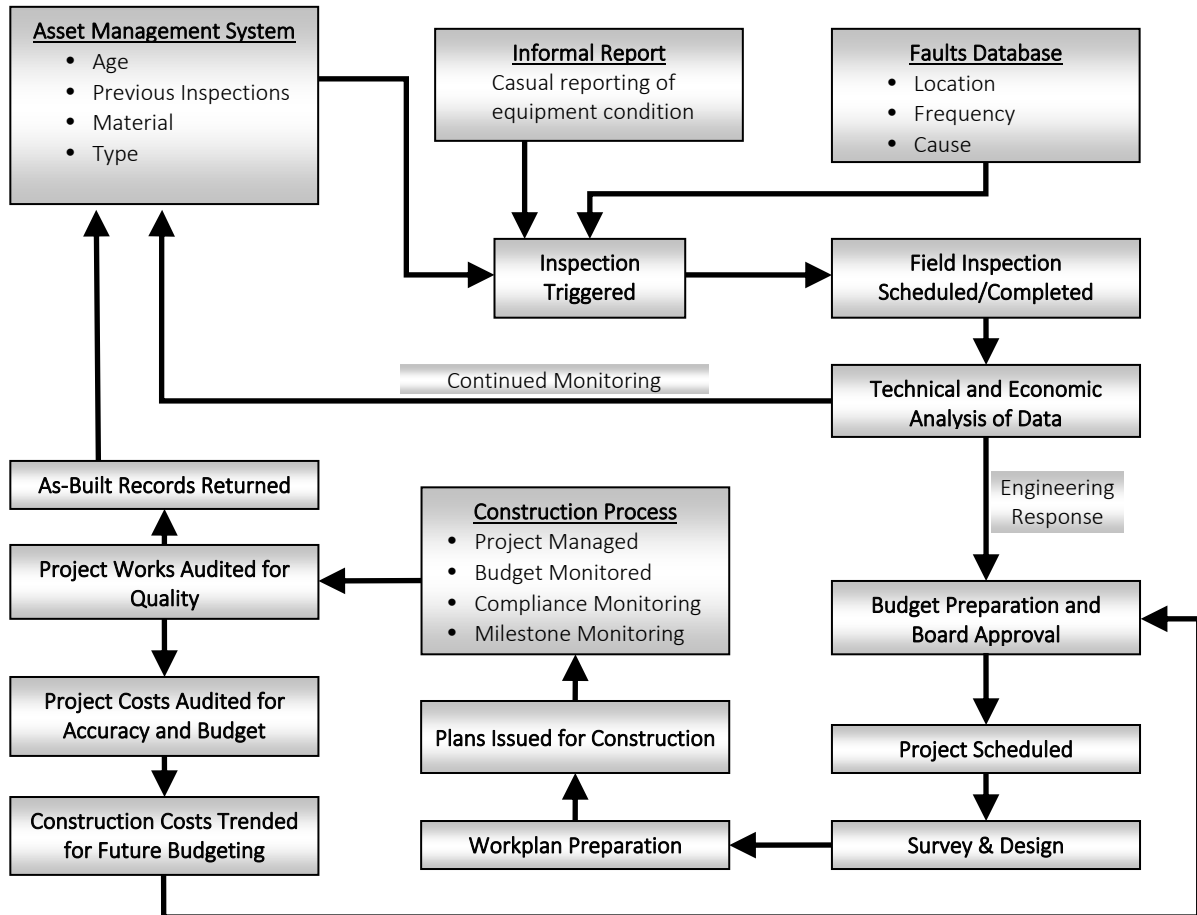 Asset Management System
• Age
• Previous Inspections
• Material
• Type
Informal Report
Casual reporting of
equipment condition
Faults Database
• Location
• Frequency
• Cause
Inspection
Triggered
Field Inspection
Scheduled/Completed
Continued Monitoring
Technical and Economic
Analysis of Data
Engineering
Response
As-Built Records Returned
Project Works Audited for
Quality
Construction Process
• Project Managed
• Budget Monitored
• Compliance Monitoring
• Milestone Monitoring
Budget Preparation and
Board Approval
Project Costs Audited for
Accuracy and Budget
Plans Issued for Construction
Project Scheduled
Construction Costs Trended
for Future Budgeting
Workplan Preparation
Survey & Design